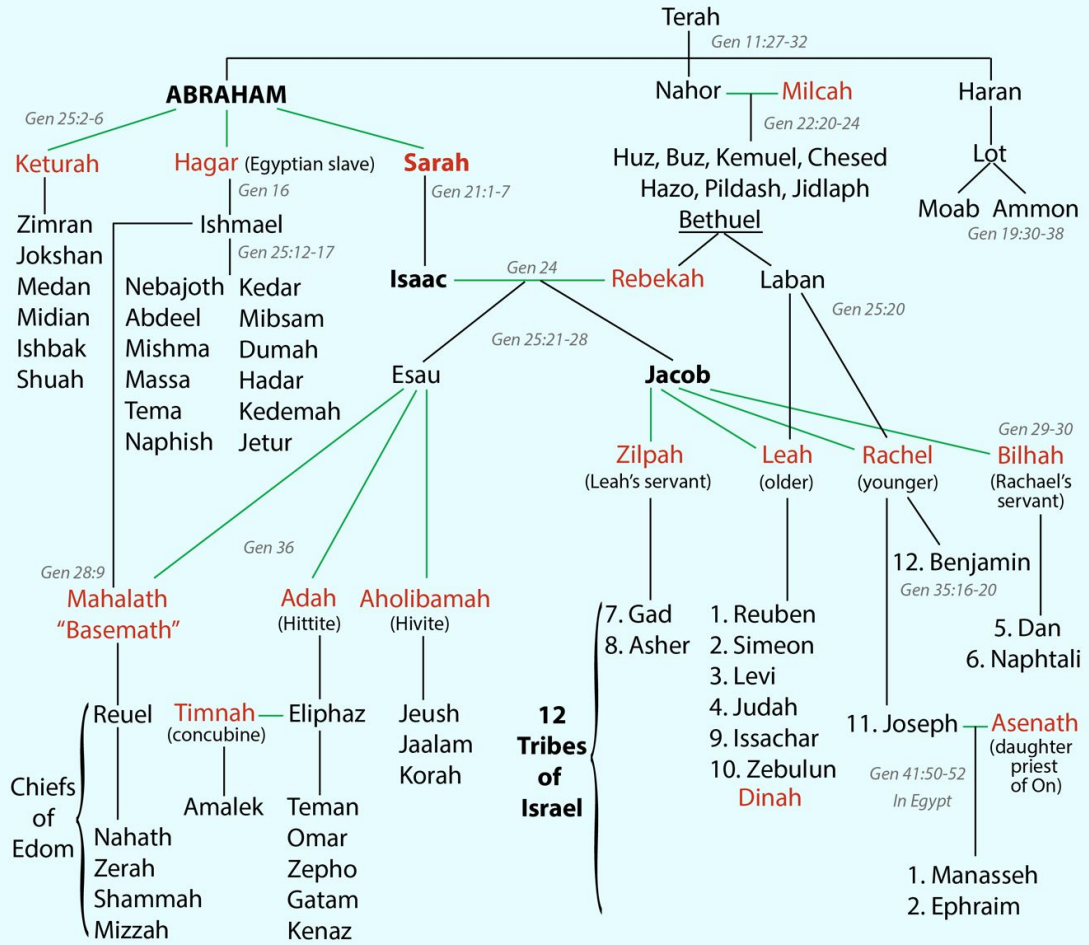 Terah
Gen 11:27-32
ABRAHAM
Nahor
Milcah
Haran
Gen 25:2-6
Gen 22:20-24
Keturah
Hagar (Egyptian slave)
Sarah
Huz, Buz, Kemuel, Chesed
Hazo, Pildash, Jidlaph
Bethuel
Lot
Gen 16
Gen 21:1-7
Moab Ammon
Gen 19:30-38
Zimran
Jokshan
Medan
Midian
Ishbak
Shuah
Ishmael
Gen 25:12-17
Nebajoth
Abdeel
Mishma
Massa
Tema
Naphish
Kedar
Mibsam
Dumah
Hadar
Kedemah
Jetur
Isaac
Gen 24
Rebekah
Laban
Gen 25:20
Gen 25:21-28
Esau
Jacob
Gen 29-30
Zilpah
(Leah's servant)
Leah
(older)
Rachel
(younger)
Bilhah
(Rachael's
servant)
Gen 36
Gen 28:9
Mahalath
"Basemath"
Adah
(Hittite)
Aholibamah
(Hivite)
12. Benjamin
Gen 35:16-20
7. Gad
8. Asher
1. Reuben
2. Simeon
3. Levi
4. Judah
9. Issachar
10. Zebulun
Dinah
5. Dan
6. Naphtali
Reuel
Timnah
(concubine)
Eliphaz
Jeush
Jaalam
Korah
12
Tribes
of
Israel
11. Joseph
Asenath
(daughter
priest
of On)
Gen 41:50-52
In Egypt
Chiefs
of
Edom
Amalek
Nahath
Zerah
Shammah
Mizzah
Teman
Omar
Zepho
Gatam
Kenaz
1. Manasseh
2. Ephraim